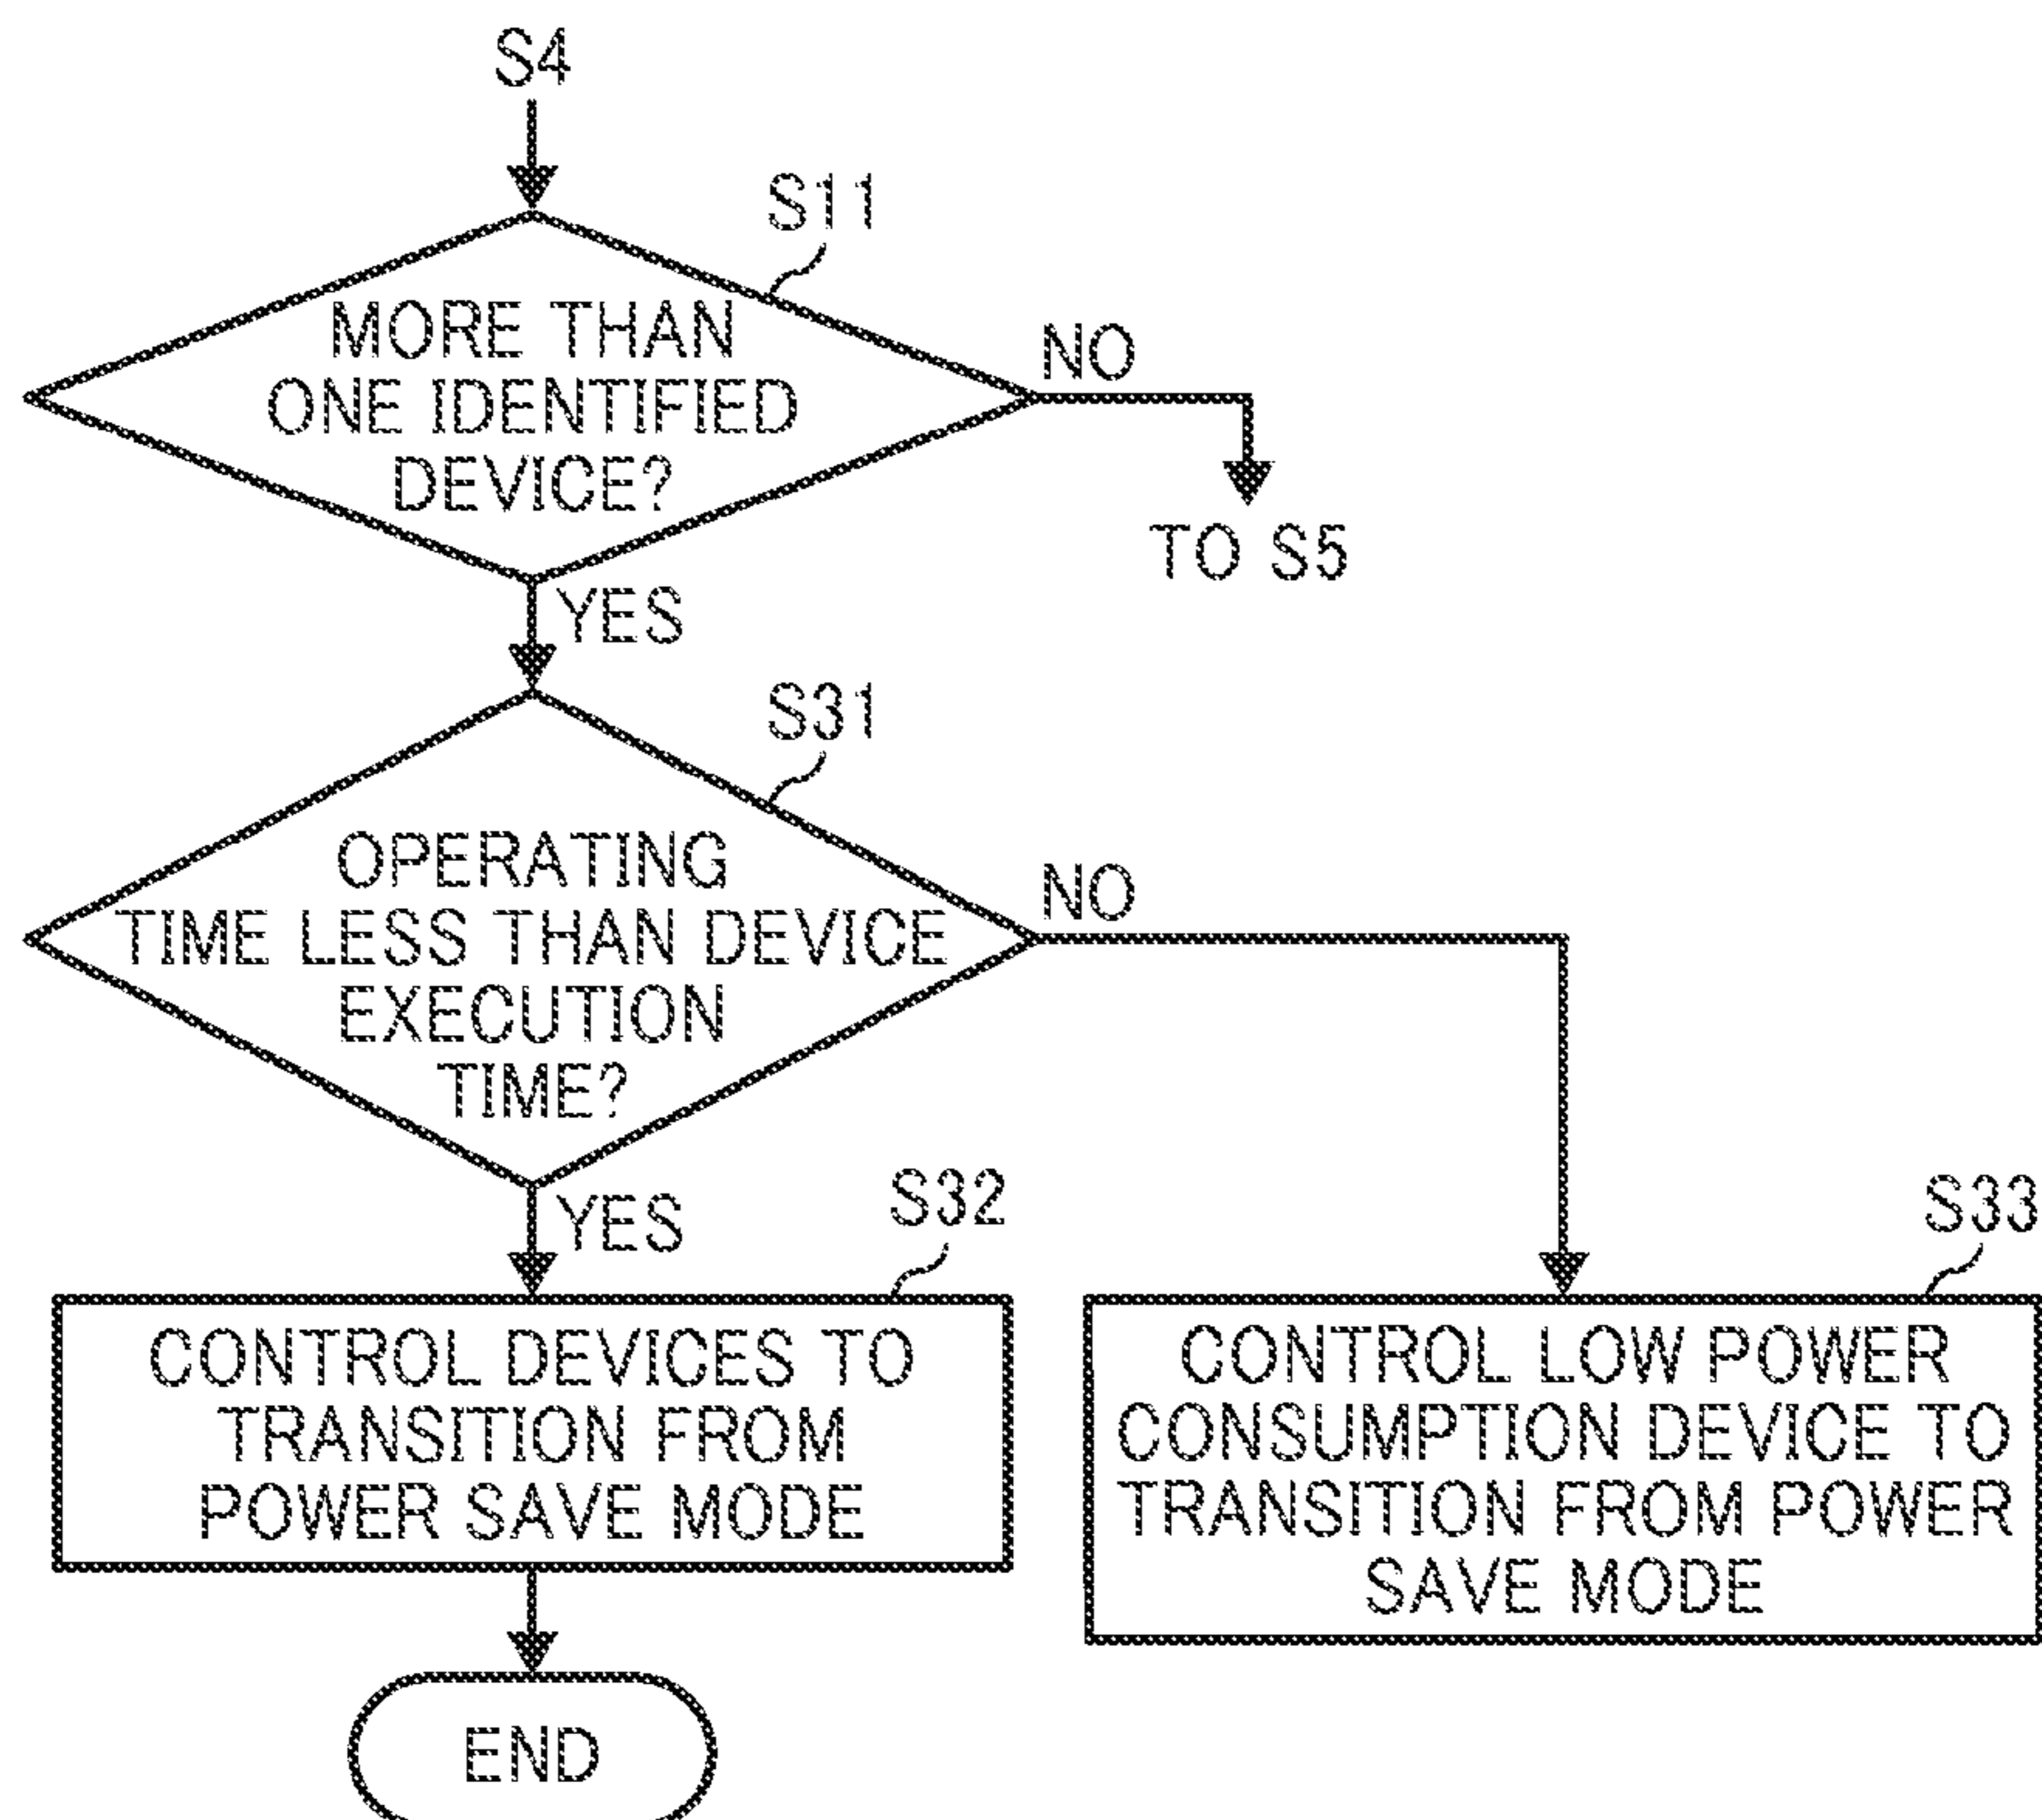 S4
S11
MORE THAN
ONE IDENTIFIED
DEVICE?
NO
TO S5
YES
S31
OPERATING
TIME LESS THAN DEVICE
EXECUTION
TIME?
NO
YES
S32
S33
CONTROL DEVICES TO
TRANSITION FROM
POWER SAVE MODE
CONTROL LOW POWER
CONSUMPTION DEVICE TO
TRANSITION FROM POWER
SAVE MODE
END